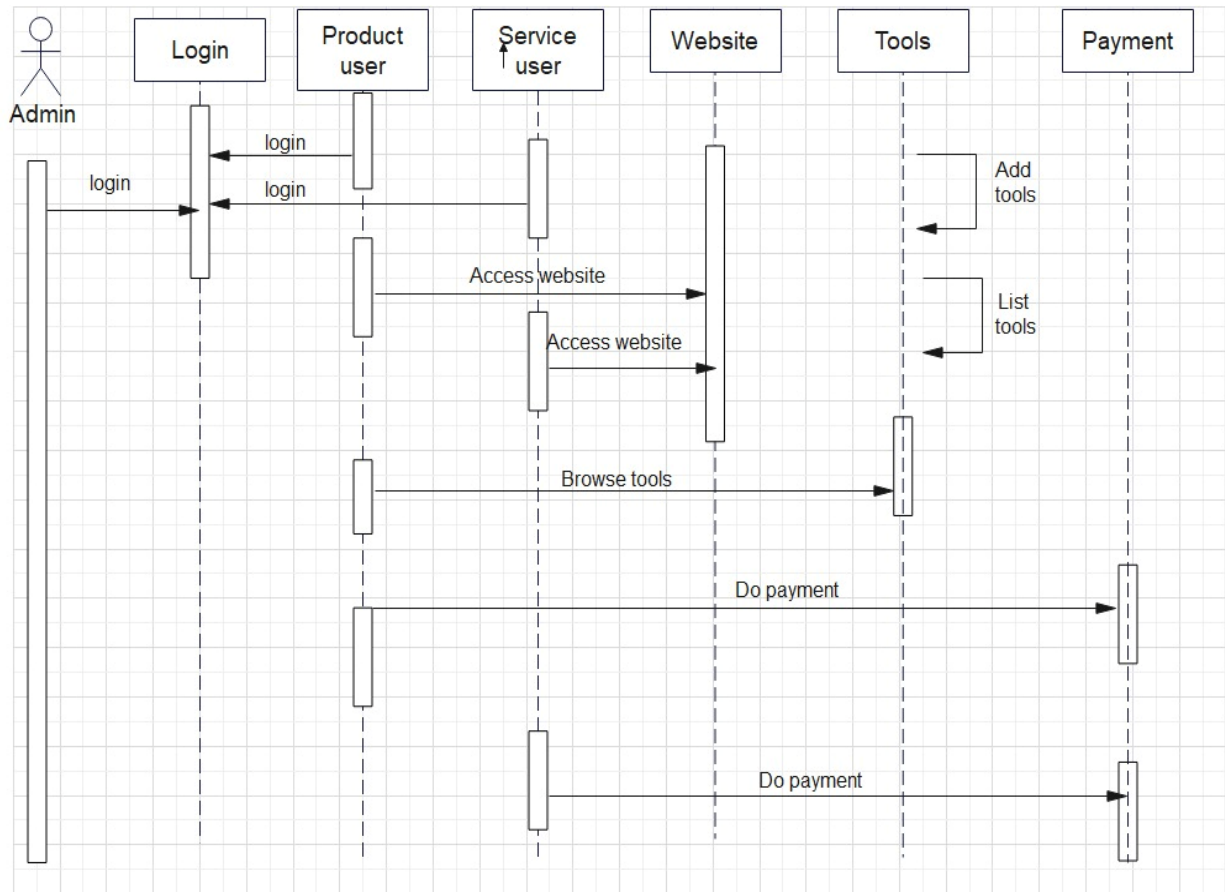 Admin
Login
Product
user
Service
user
Website
Tools
Payment
login
login
login
Add
tools
Access website
List
tools
Access website
Browse tools
Do payment
Do payment